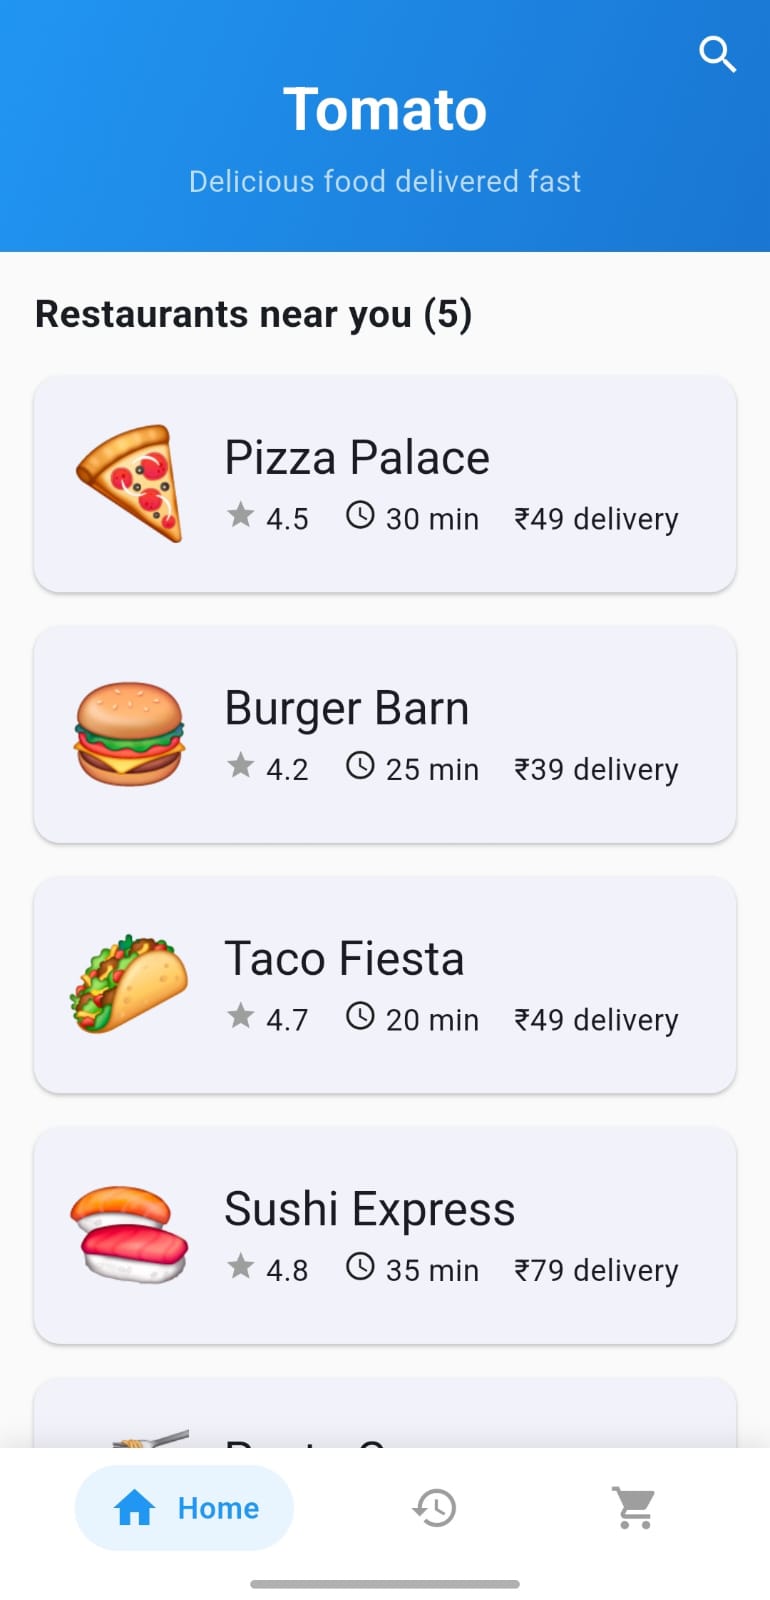 Tomato
Delicious food delivered fast
Restaurants near you (5)
Pizza Palace
4.5 30 min ₹49 delivery
Burger Barn
4.2 25 min ₹39 delivery
Taco Fiesta
4.7 20 min ₹49 delivery
Sushi Express
4.8 35 min ₹79 delivery
Home